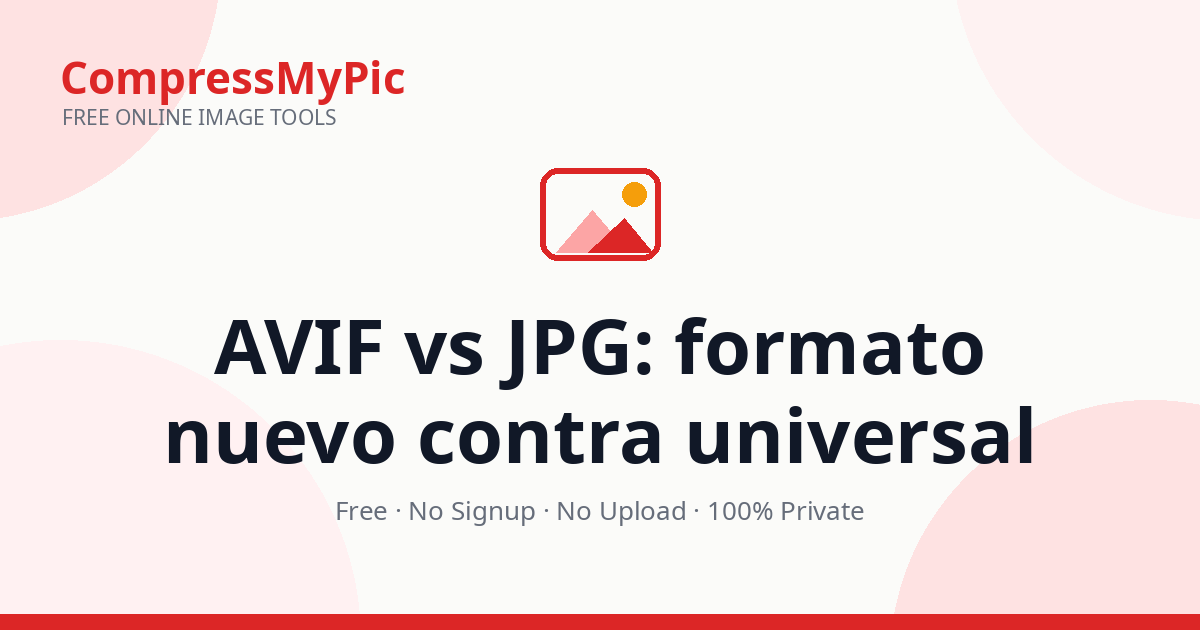 CompressMyPic
FREE ONLINE IMAGE TOOLS
AVIF vs JPG: formato
nuevo contra universal
Free · No Signup · No Upload · 100% Private